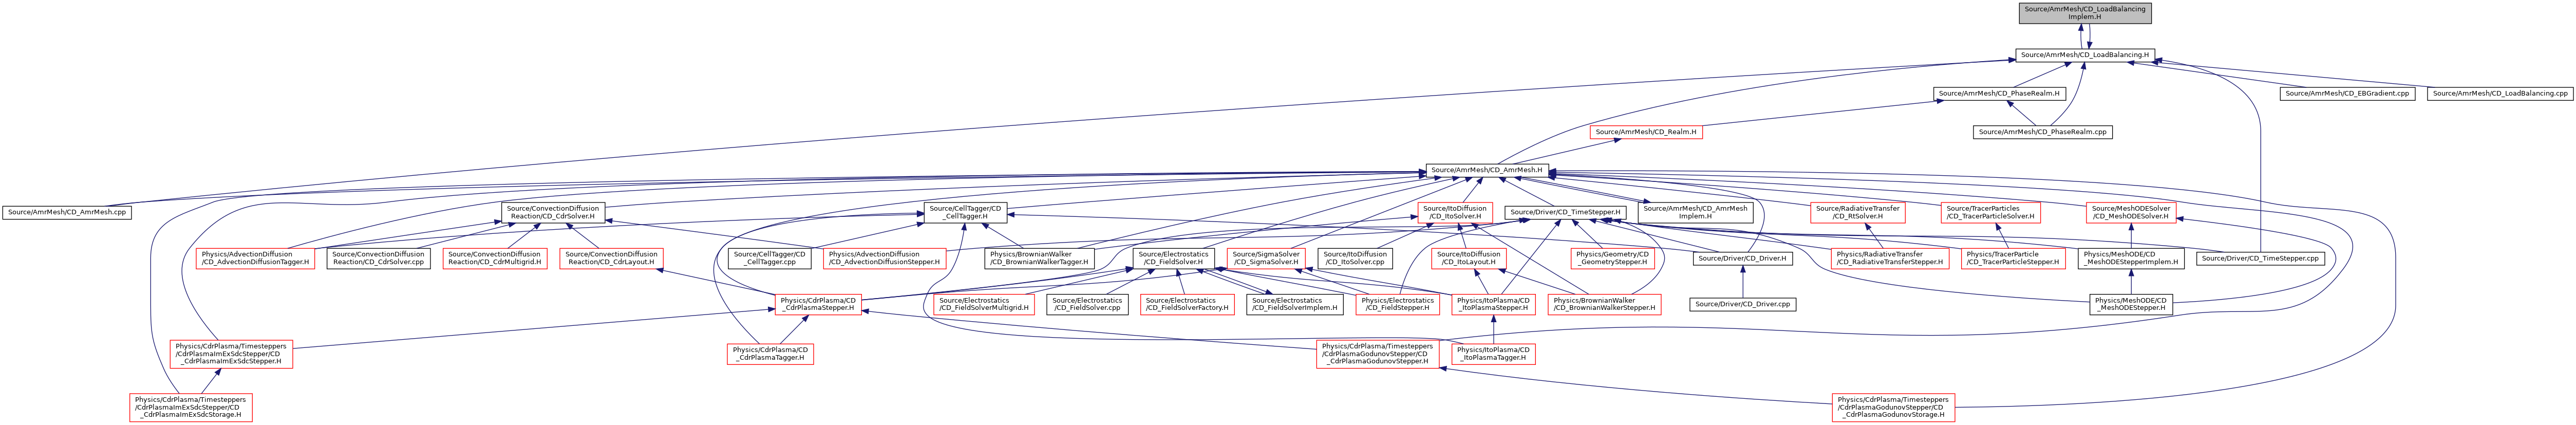 Source/AmrMesh/CD_LoadBalancing
Implem.H
Source/AmrMesh/CD_LoadBalancing.H
Source/AmrMesh/CD_PhaseRealm.H
Source/AmrMesh/CD_EBGradient.cpp
Source/AmrMesh/CD_LoadBalancing.cpp
Source/AmrMesh/CD_Realm.H
Source/AmrMesh/CD_PhaseRealm.cpp
Source/AmrMesh/CD_AmrMesh.H
Source/AmrMesh/CD_AmrMesh.cpp
Source/ConvectionDiffusion
Reaction/CD_CdrSolver.H
Source/CellTagger/CD
_CellTagger.H
Source/ItoDiffusion
/CD_ItoSolver.H
Source/Driver/CD_TimeStepper.H
Source/AmrMesh/CD_AmrMesh
Implem.H
Source/RadiativeTransfer
/CD_RtSolver.H
Source/TracerParticles
/CD_TracerParticleSolver.H
Source/MeshODESolver
/CD_MeshODESolver.H
Physics/AdvectionDiffusion
/CD_AdvectionDiffusionTagger.H
Source/ConvectionDiffusion
Reaction/CD_CdrSolver.cpp
Source/ConvectionDiffusion
Reaction/CD_CdrMultigrid.H
Source/ConvectionDiffusion
Reaction/CD_CdrLayout.H
Source/CellTagger/CD
_CellTagger.cpp
Physics/AdvectionDiffusion
/CD_AdvectionDiffusionStepper.H
Physics/BrownianWalker
/CD_BrownianWalkerTagger.H
Source/Electrostatics
/CD_FieldSolver.H
Source/SigmaSolver
/CD_SigmaSolver.H
Source/ItoDiffusion
/CD_ItoSolver.cpp
Source/ItoDiffusion
/CD_ItoLayout.H
Physics/Geometry/CD
_GeometryStepper.H
Source/Driver/CD_Driver.H
Physics/RadiativeTransfer
/CD_RadiativeTransferStepper.H
Physics/TracerParticle
/CD_TracerParticleStepper.H
Physics/MeshODE/CD
_MeshODEStepperImplem.H
Source/Driver/CD_TimeStepper.cpp
Physics/CdrPlasma/CD
_CdrPlasmaStepper.H
Source/Electrostatics
/CD_FieldSolverMultigrid.H
Source/Electrostatics
/CD_FieldSolver.cpp
Source/Electrostatics
/CD_FieldSolverFactory.H
Source/Electrostatics
/CD_FieldSolverImplem.H
Physics/Electrostatics
/CD_FieldStepper.H
Physics/ItoPlasma/CD
_ItoPlasmaStepper.H
Physics/BrownianWalker
/CD_BrownianWalkerStepper.H
Source/Driver/CD_Driver.cpp
Physics/MeshODE/CD
_MeshODEStepper.H
Physics/CdrPlasma/Timesteppers
/CdrPlasmaImExSdcStepper/CD
_CdrPlasmaImExSdcStepper.H
Physics/CdrPlasma/CD
_CdrPlasmaTagger.H
Physics/CdrPlasma/Timesteppers
/CdrPlasmaGodunovStepper/CD
_CdrPlasmaGodunovStepper.H
Physics/ItoPlasma/CD
_ItoPlasmaTagger.H
Physics/CdrPlasma/Timesteppers
/CdrPlasmaImExSdcStepper/CD
_CdrPlasmaImExSdcStorage.H
Physics/CdrPlasma/Timesteppers
/CdrPlasmaGodunovStepper/CD
_CdrPlasmaGodunovStorage.H